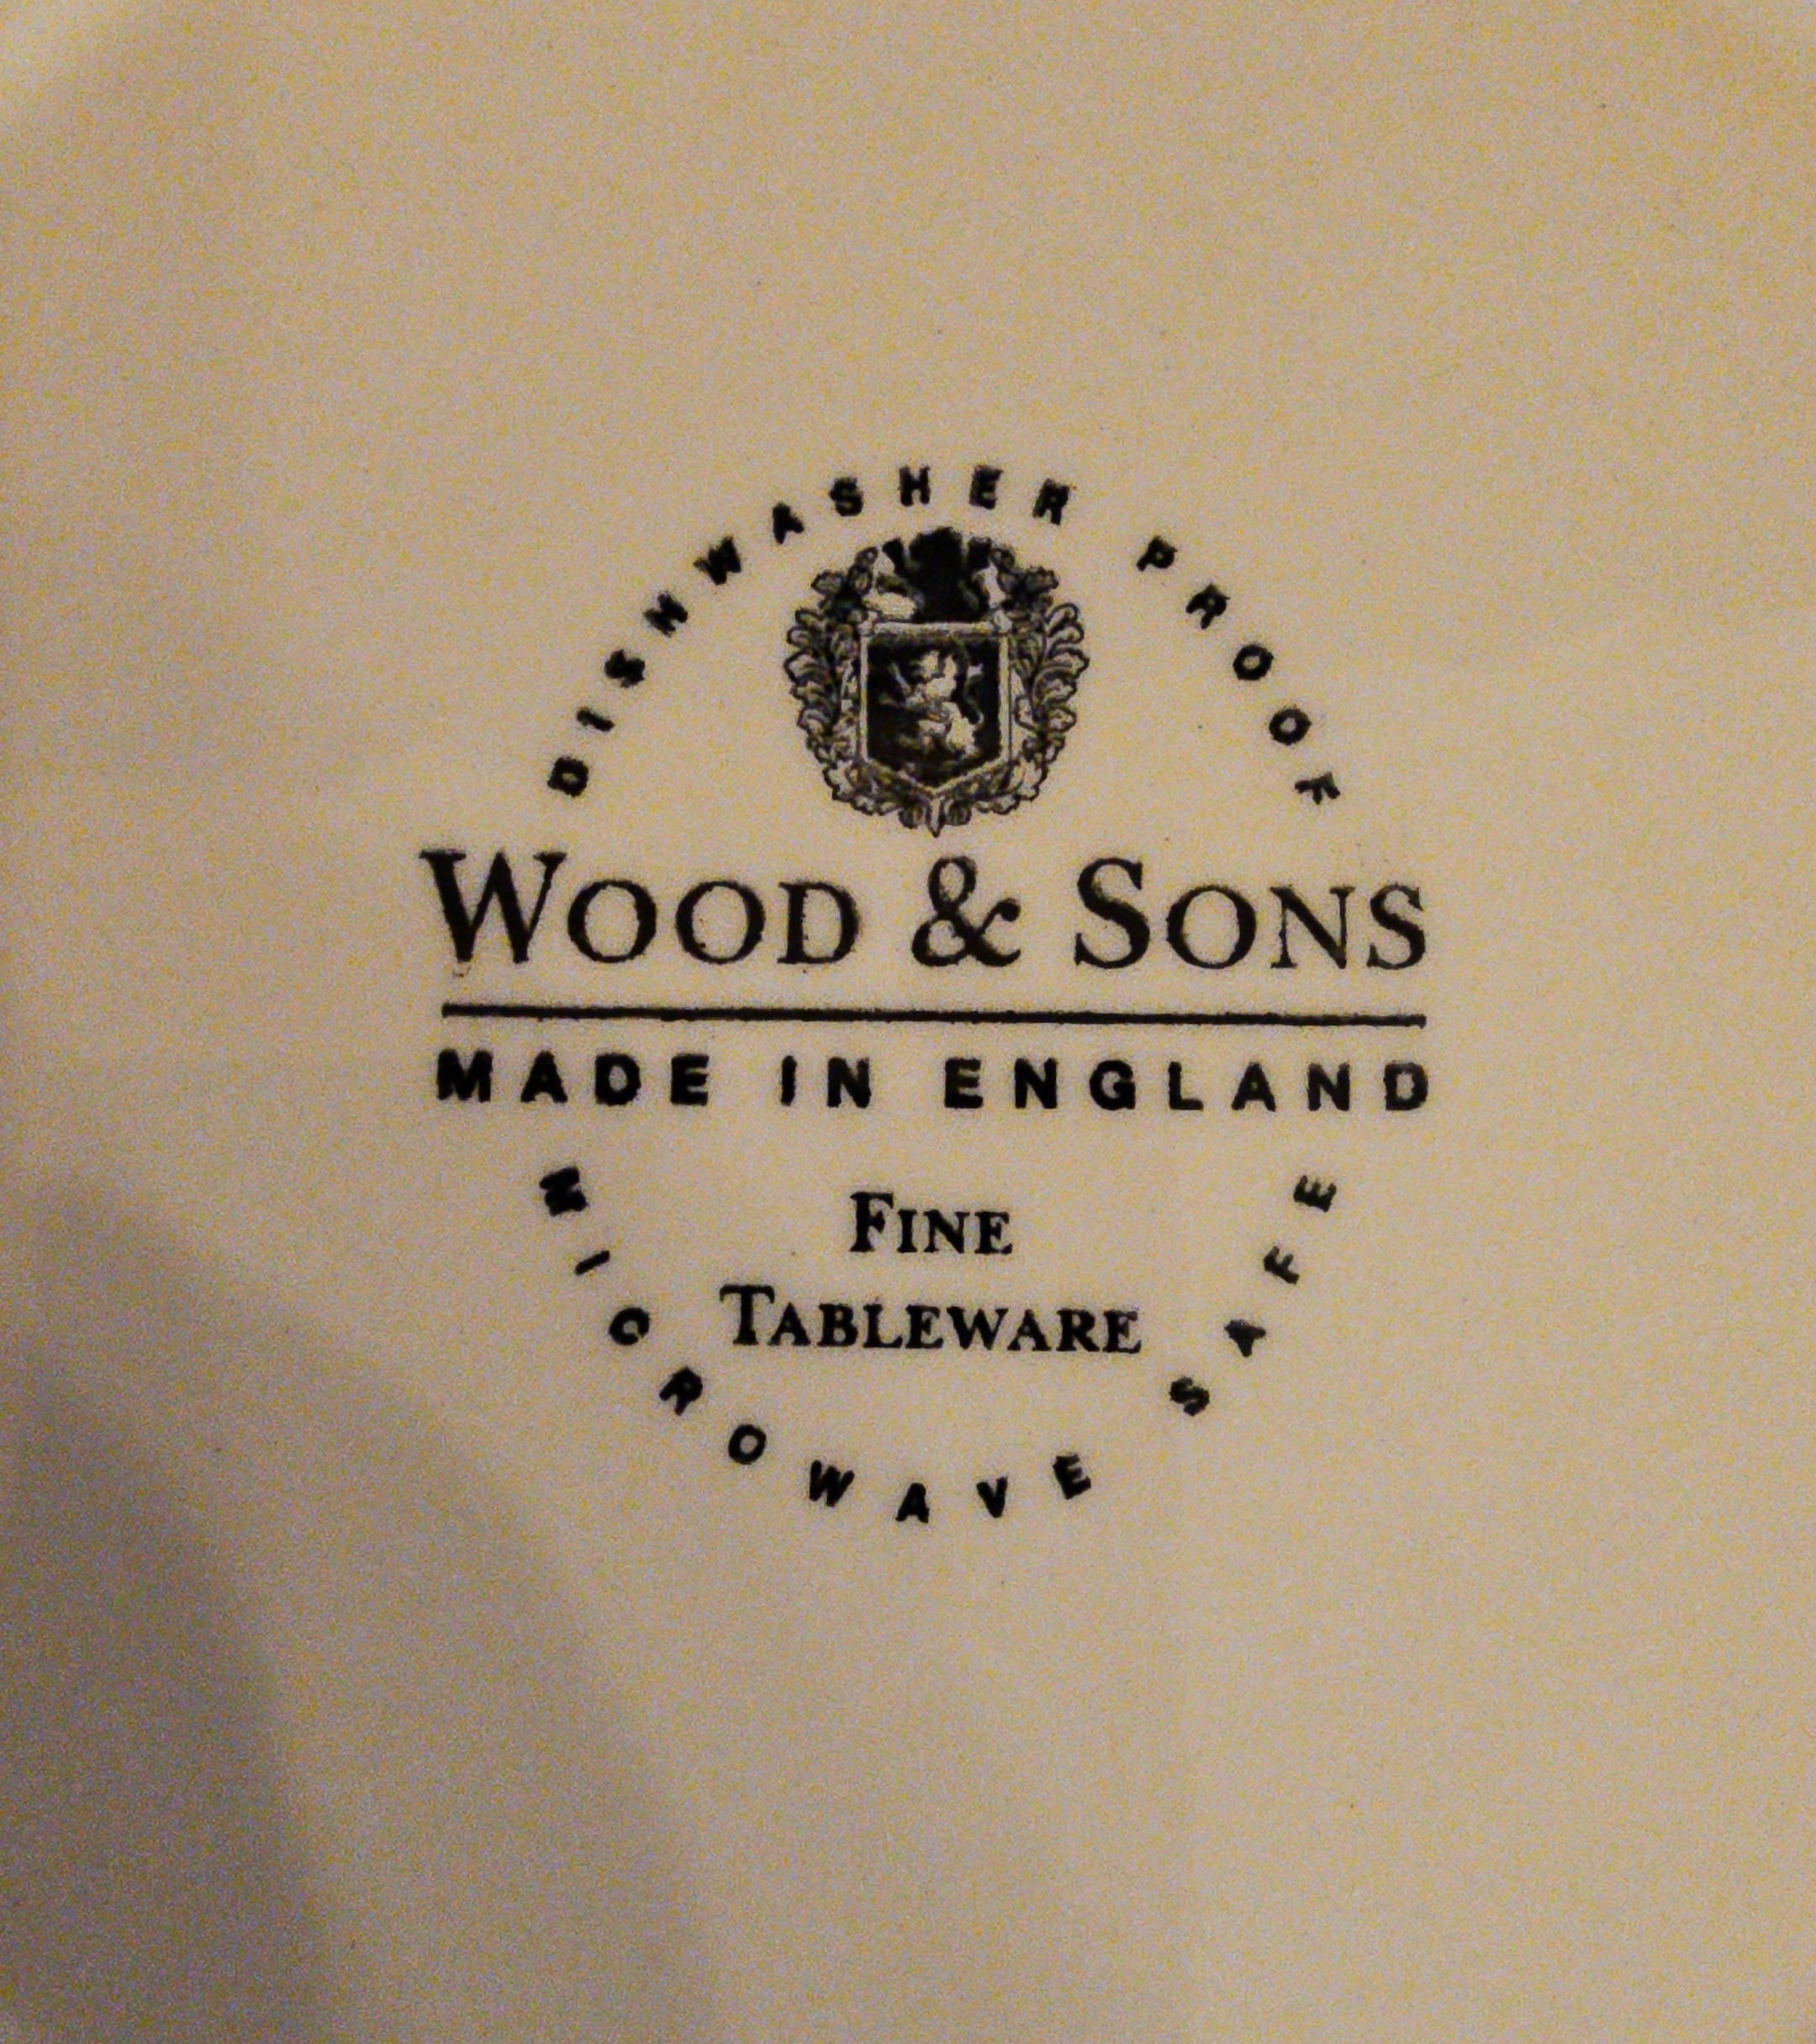 DISHWASHER PROOF
WOOD & SONS
MADE IN ENGLAND
FINE
TABLEWARE
MICROWAVE SAFE